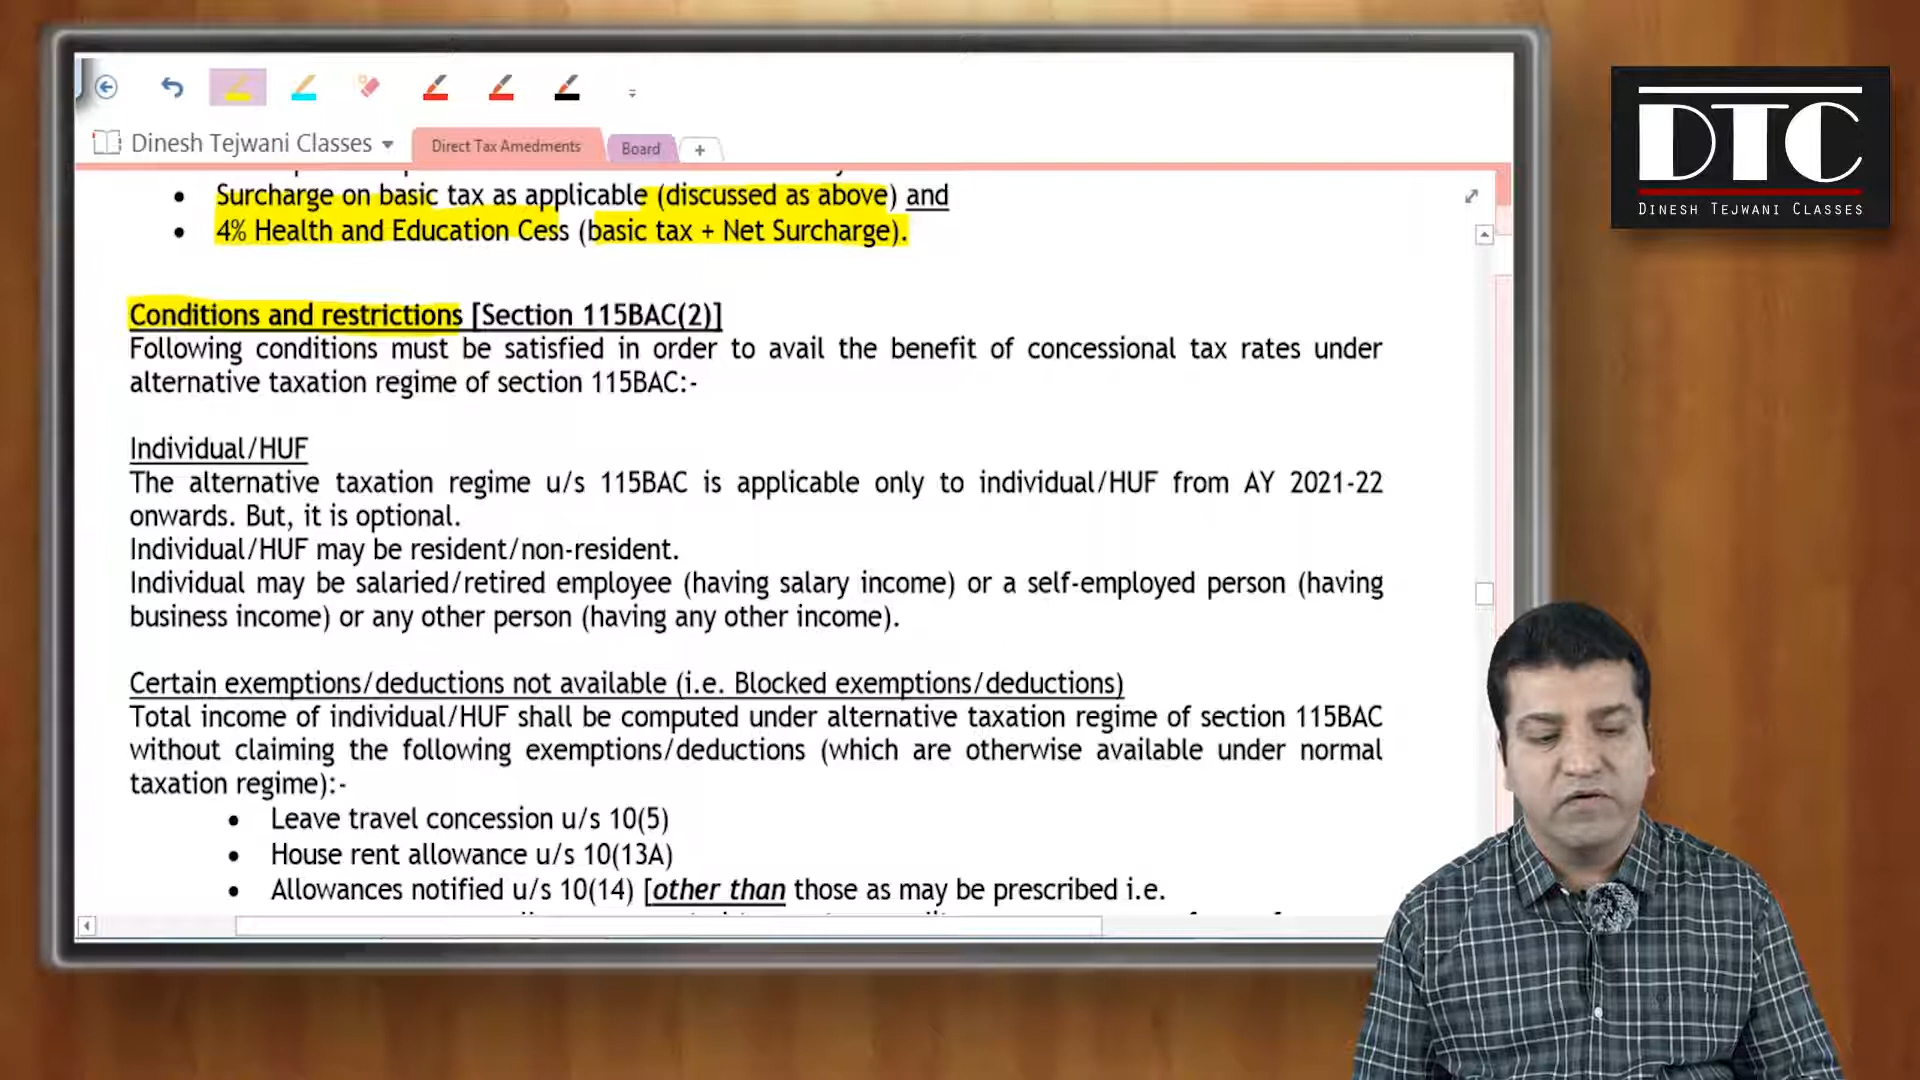 Dinesh Tejwani Classes
Direct Tax Amedments
Board
+
DTC
DINESH TEJWANI CLASSES
• Surcharge on basic tax as applicable (discussed as above) and
• 4% Health and Education Cess (basic tax + Net Surcharge).
Conditions and restrictions [Section 115BAC(2)]
Following conditions must be satisfied in order to avail the benefit of concessional tax rates under
alternative taxation regime of section 115BAC:-
Individual/HUF
The alternative taxation regime u/s 115BAC is applicable only to individual/HUF from AY 2021-22
onwards. But, it is optional.
Individual/HUF may be resident/non-resident.
Individual may be salaried/retired employee (having salary income) or a self-employed person (having
business income) or any other person (having any other income).
Certain exemptions/deductions not available (i.e. Blocked exemptions/deductions)
Total income of individual/HUF shall be computed under alternative taxation regime of section 115BAC
without claiming the following exemptions/deductions (which are otherwise available under normal
taxation regime):-
• Leave travel concession u/s 10(5)
• House rent allowance u/s 10(13A)
• Allowances notified u/s 10(14) [other than those as may be prescribed i.e.